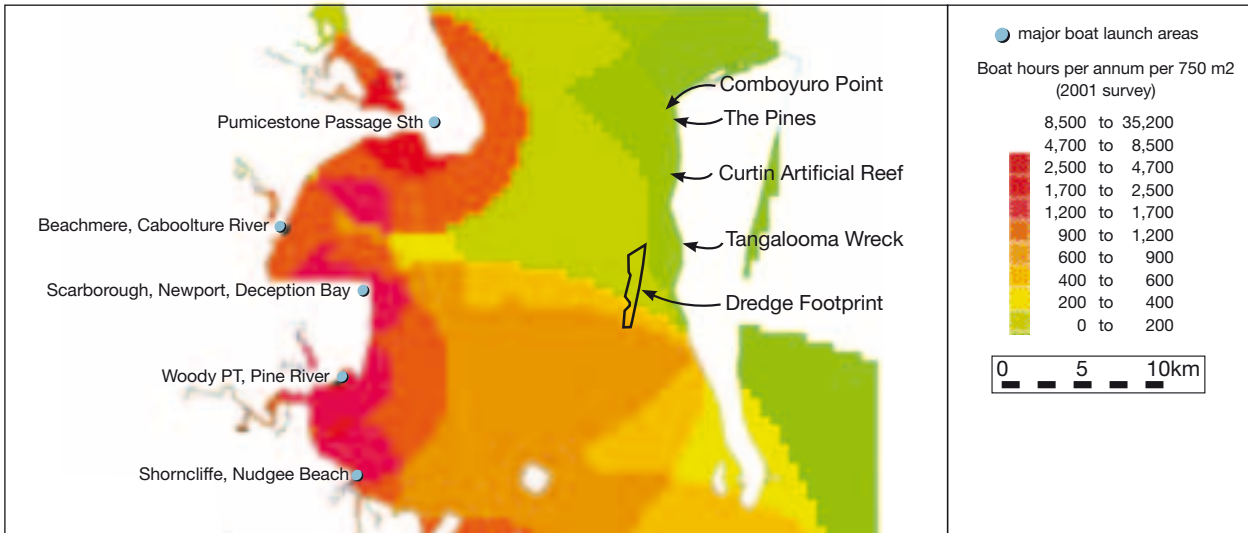 Pumicestone Passage Sth
Beachmere, Caboolture River
Scarborough, Newport, Deception Bay
Woody PT, Pine River
Shorncliffe, Nudgee Beach
Comboyuro Point
The Pines
Curtin Artificial Reef
Tangalooma Wreck
Dredge Footprint
major boat launch areas
Boat hours per annum per 750 m2
(2001 survey)
8,500 to 35,200
4,700 to 8,500
2,500 to 4,700
1,700 to 2,500
1,200 to 1,700
900 to 1,200
600 to 900
400 to 600
200 to 400
0 to 200
0 5 10km